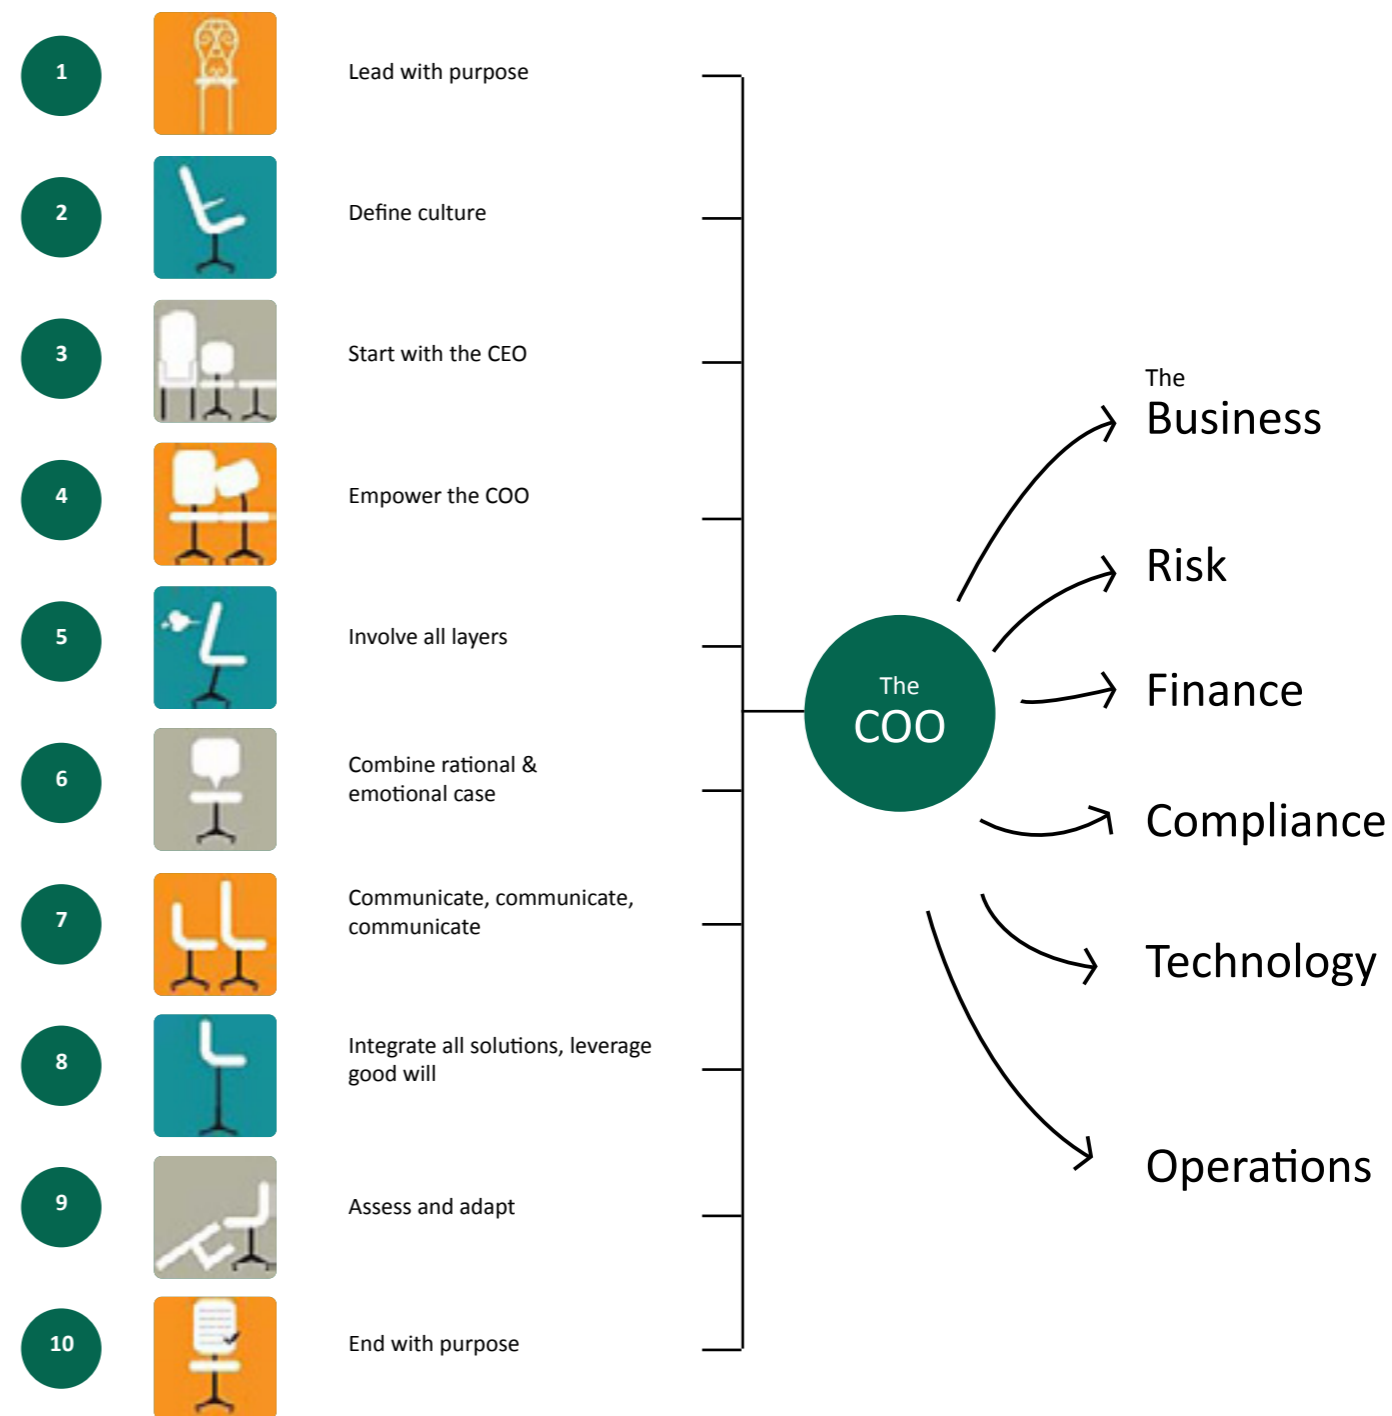 1
Lead with purpose
2
Define culture
3
Start with the CEO
4
Empower the COO
5
Involve all layers
6
Combine rational &
emotional case
7
Communicate, communicate,
communicate
8
Integrate all solutions, leverage
good will
9
Assess and adapt
10
End with purpose
The
COO
The
Business
Risk
Finance
Compliance
Technology
Operations